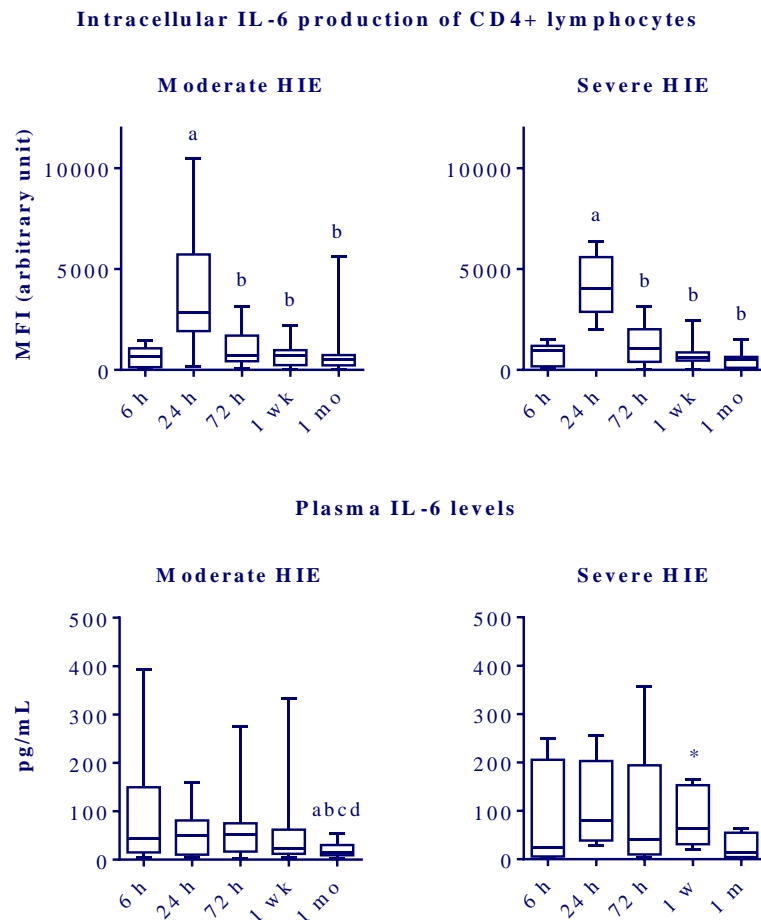 Intracellular IL-6 production of CD4+ lymphocytes
Moderate HIE
Severe HIE
MFI (arbitrary unit)
10000
5000
0
a
b
b
b
6 h
24 h
72 h
1 wk
1 mo
10000
5000
0
a
b
b
b
6 h
24 h
72 h
1 wk
1 mo
Plasma IL-6 levels
Moderate HIE
Severe HIE
pg/mL
500
400
300
200
100
0
abcd
6 h
24 h
72 h
1 wk
1 mo
500
400
300
200
100
0
*
6 h
24 h
72 h
1 w
1 m